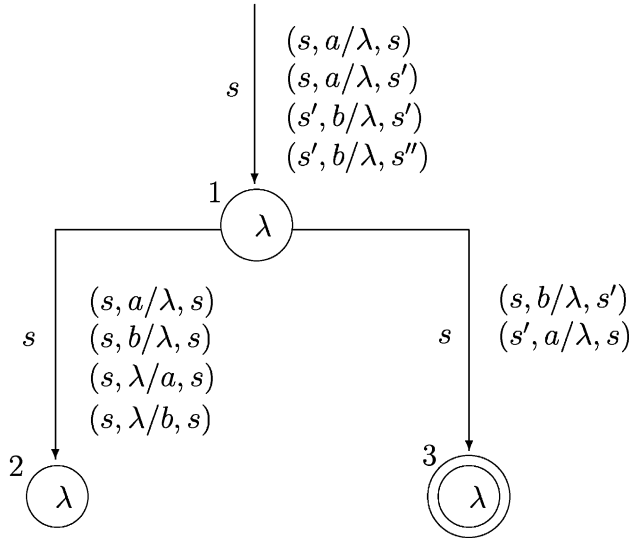 (s, a/λ, s)
(s, a/λ, s′)
s
(s′, b/λ, s′)
(s′, b/λ, s′′)
1
λ
(s, a/λ, s)
(s, b/λ, s′)
(s, b/λ, s)
(s′, a/λ, s)
s
s
(s, λ/a, s)
(s, λ/b, s)
2
3
λ
λ